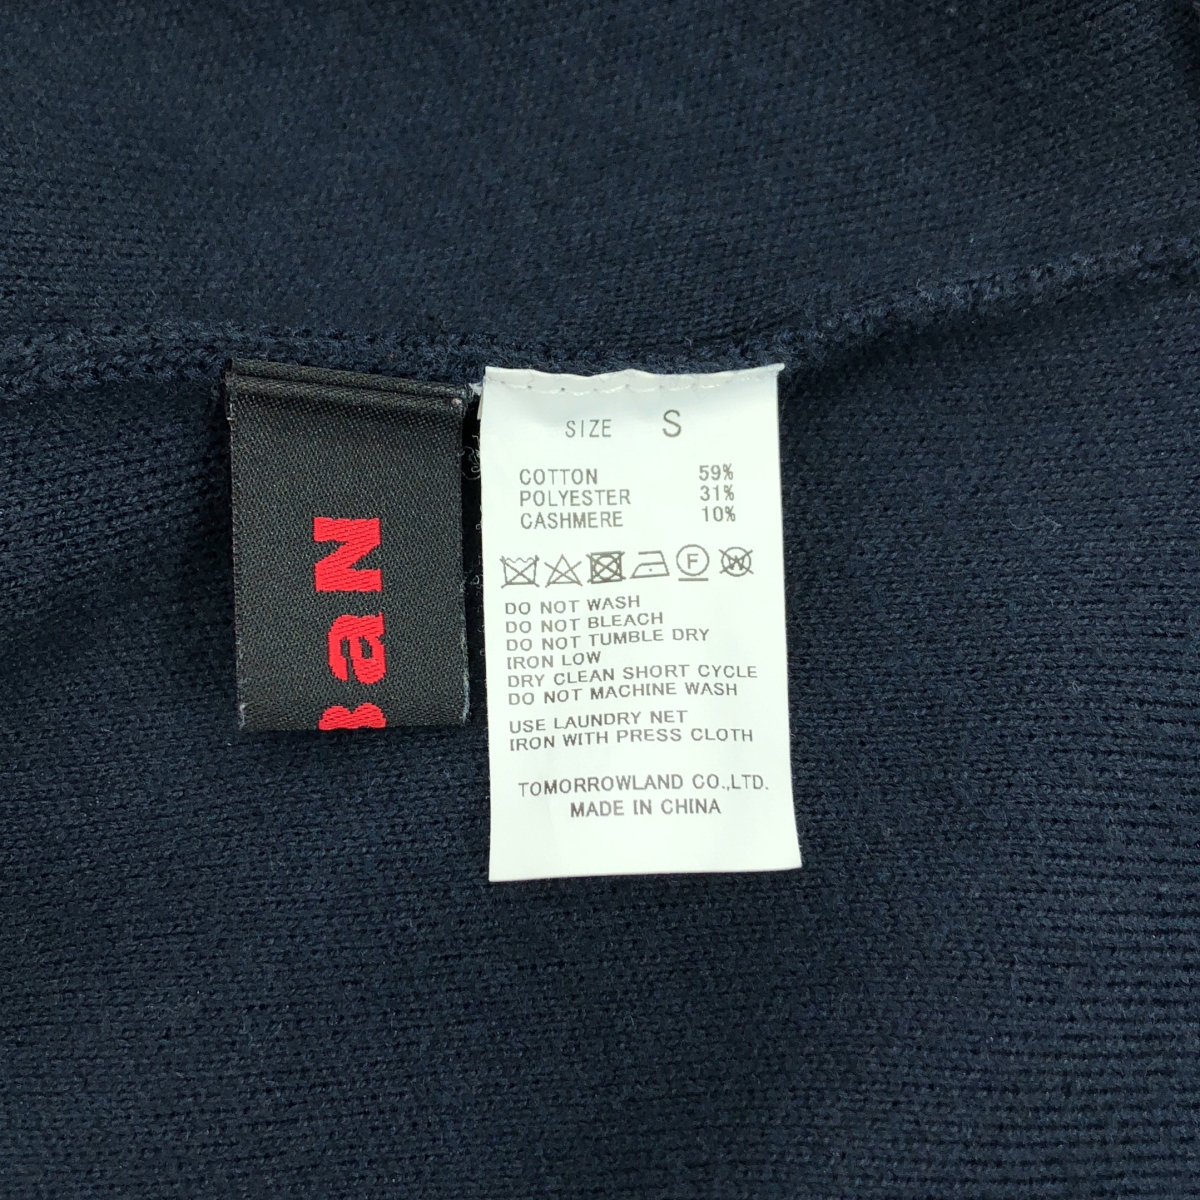 BaN
SIZE S
COTTON 59%
POLYESTER 31%
CASHMERE 10%
F W
DO NOT WASH
DO NOT BLEACH
DO NOT TUMBLE DRY
IRON LOW
DRY CLEAN SHORT CYCLE
DO NOT MACHINE WASH
USE LAUNDRY NET
IRON WITH PRESS CLOTH
TOMORROWLAND CO.,LTD.
MADE IN CHINA